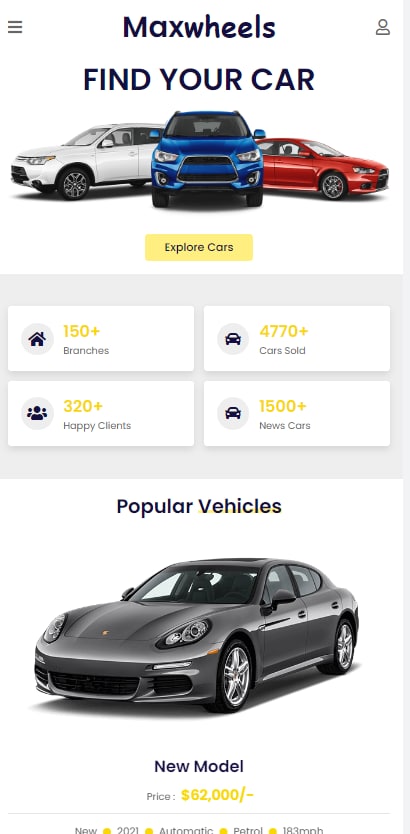 Maxwheels
FIND YOUR CAR
Explore Cars
150+
Branches
4770+
Cars Sold
320+
Happy Clients
1500+
News Cars
Popular Vehicles
New Model
Price : $62,000/-
New 2021 Automatic Petrol 183mph